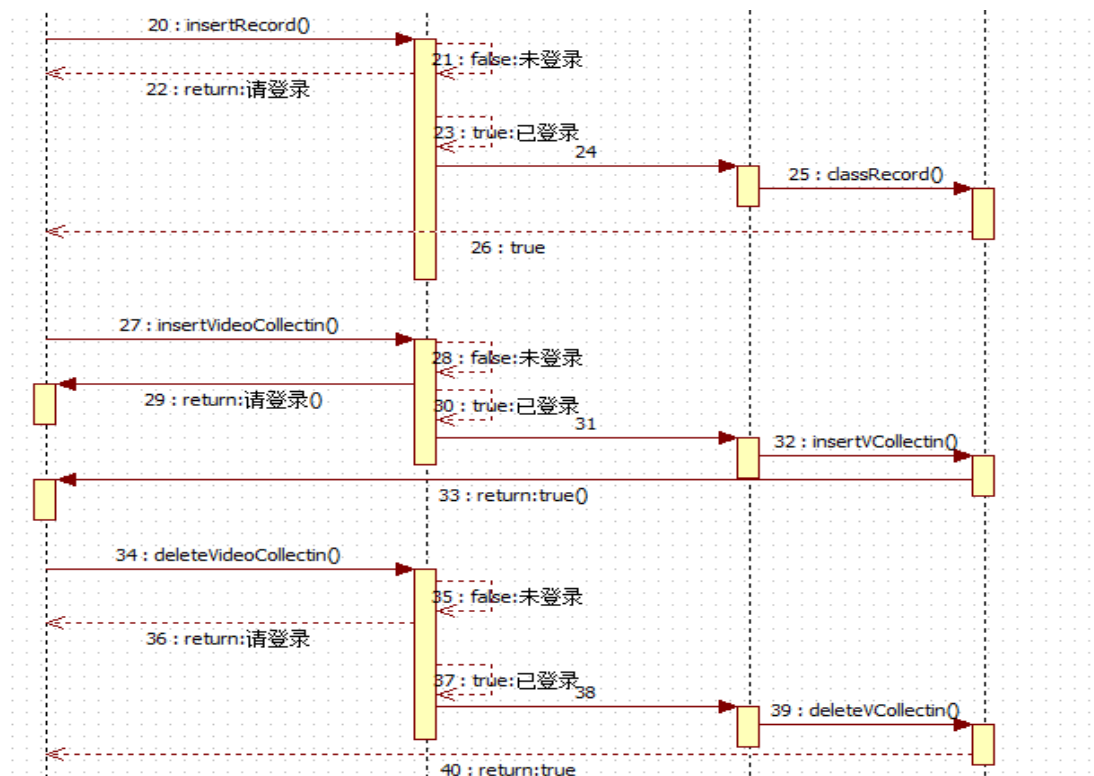 20 : insertRecord()
21 : false:未登录
22 : return:请登录
23 : true:已登录
24
25 : classRecord()
26 : true
27 : insertVideoCollectin()
28 : false:未登录
29 : return:请登录()
30 : true:已登录
31
32 : insertVCollectin()
33 : return:true()
34 : deleteVideoCollectin()
35 : false:未登录
36 : return:请登录
37 : true:已登录
38
39 : deleteVCollectin()
40 : return:true